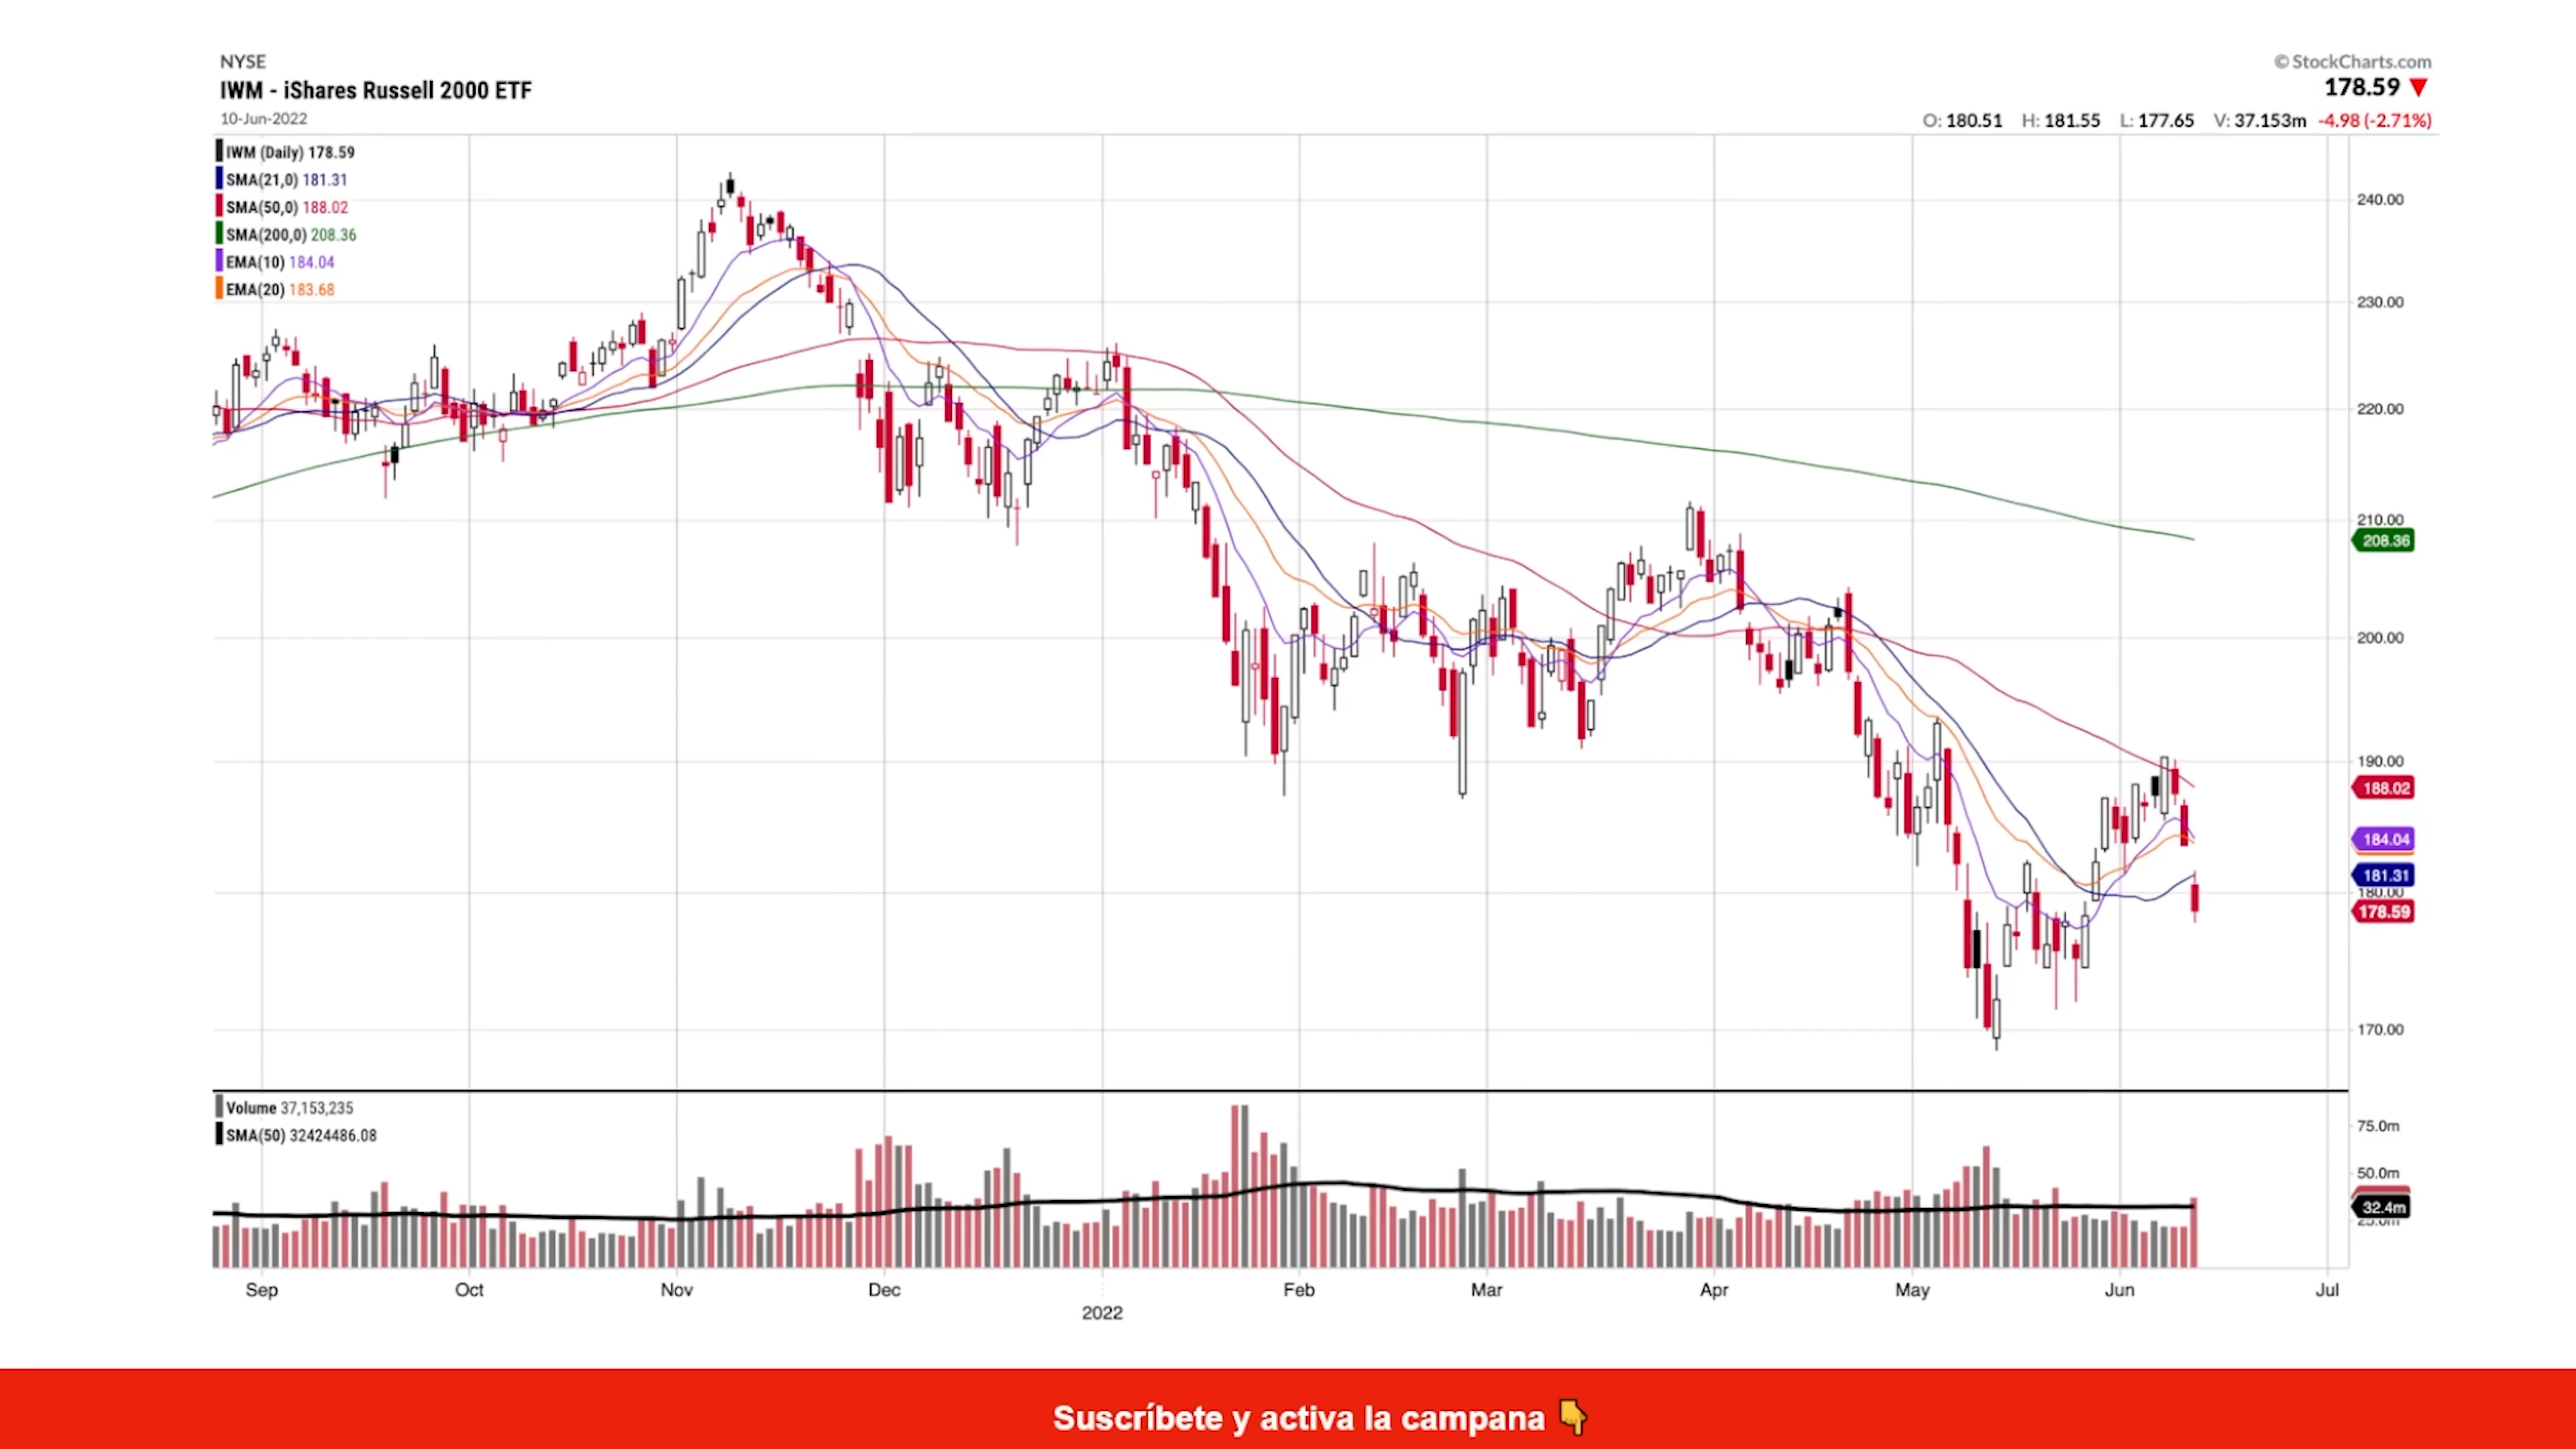 NYSE
© StockCharts.com
IWM - iShares Russell 2000 ETF
178.59
10-Jun-2022
O: 180.51 H: 181.55 L: 177.65 V: 37.153m -4.98 (-2.71%)
IWM (Daily) 178.59
SMA(21,0) 181.31
SMA(50,0) 188.02
SMA(200,0) 208.36
EMA(10) 184.04
EMA(20) 183.68
240.00
230.00
220.00
210.00
208.36
200.00
190.00
188.02
184.04
181.31
180.00
178.59
170.00
Volume 37,153,235
SMA(50) 32424486.08
75.0m
50.0m
32.4m
25.0m
Sep Oct Nov Dec Feb Mar Apr May Jun Jul
2022
Suscríbete y activa la campana 👇